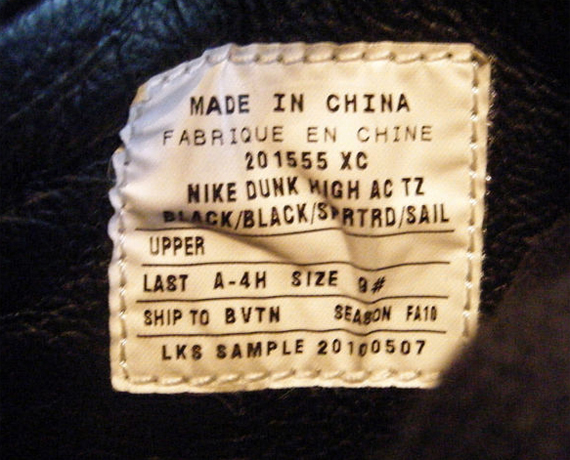 MADE IN CHINA
FABRIQUE EN CHINE
201555 XC
NIKE DUNK HIGH AC TZ
BLACK/BLACK/SPRTRD/SAIL
UPPER
LAST A-4H SIZE 9#
SHIP TO BVTN SEASON FA10
LKS SAMPLE 20100507